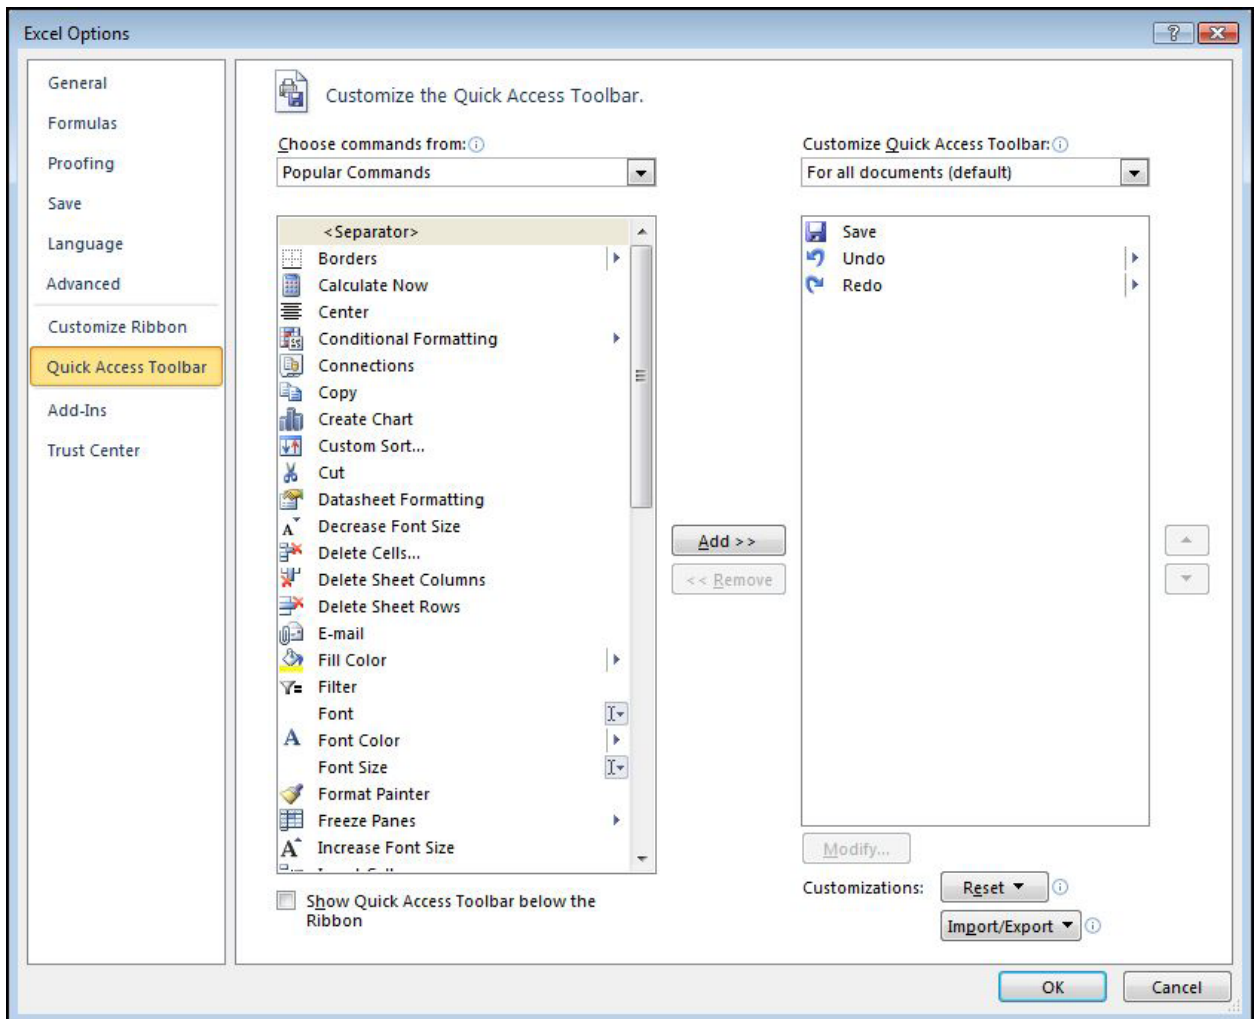 Excel Options
General
Formulas
Proofing
Save
Language
Advanced
Customize Ribbon
Quick Access Toolbar
Add-Ins
Trust Center
Customize the Quick Access Toolbar.
Choose commands from:
Popular Commands
<Separator>
Borders
Calculate Now
Center
Conditional Formatting
Connections
Copy
Create Chart
Custom Sort...
Cut
Datasheet Formatting
Decrease Font Size
Delete Cells...
Delete Sheet Columns
Delete Sheet Rows
E-mail
Fill Color
Filter
Font
Font Color
Font Size
Format Painter
Freeze Panes
Increase Font Size
Show Quick Access Toolbar below the
Ribbon
Add >>
<< Remove
Customize Quick Access Toolbar:
For all documents (default)
Save
Undo
Redo
Modify...
Customizations:
Reset
Import/Export
OK
Cancel